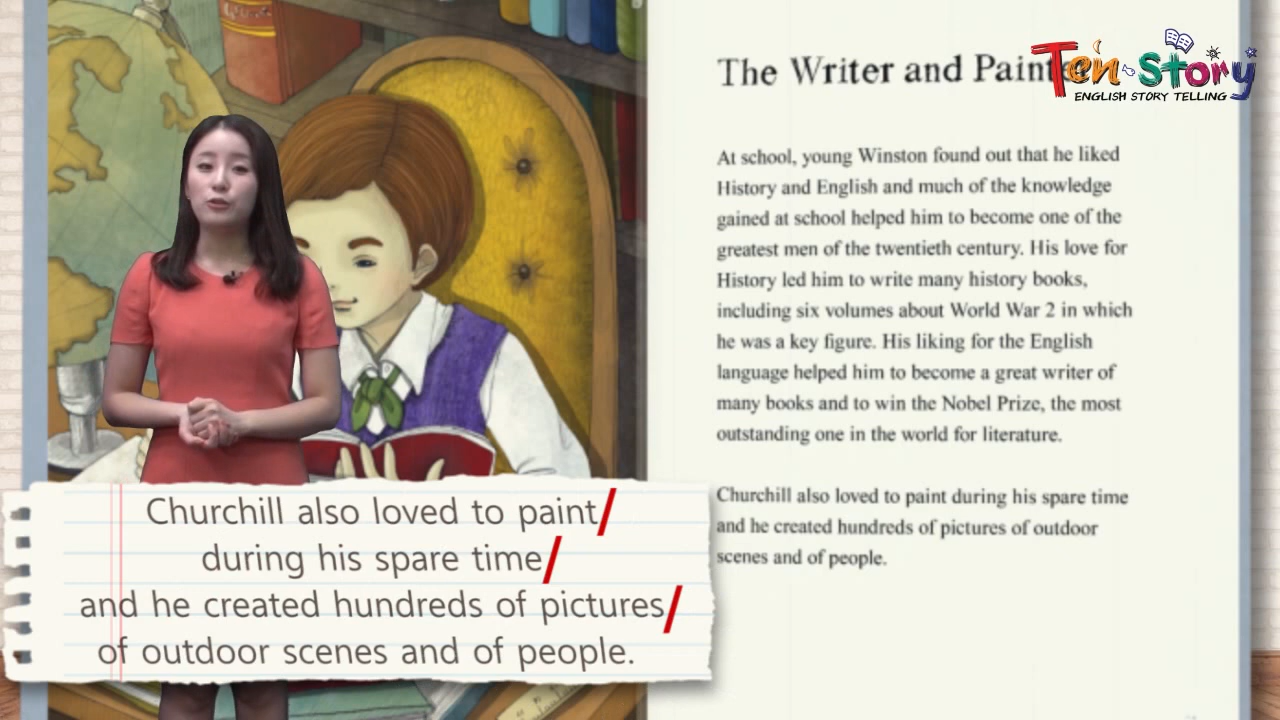 The Writer and Paint
Ten Story
ENGLISH STORY TELLING
At school, young Winston found out that he liked
History and English and much of the knowledge
gained at school helped him to become one of the
greatest men of the twentieth century. His love for
History led him to write many history books,
including six volumes about World War 2 in which
he was a key figure. His liking for the English
language helped him to become a great writer of
many books and to win the Nobel Prize, the most
outstanding one in the world for literature.
Churchill also loved to paint during his spare time
and he created hundreds of pictures of outdoor
scenes and of people.
Churchill also loved to paint/
during his spare time/
and he created hundreds of pictures/
of outdoor scenes and of people.